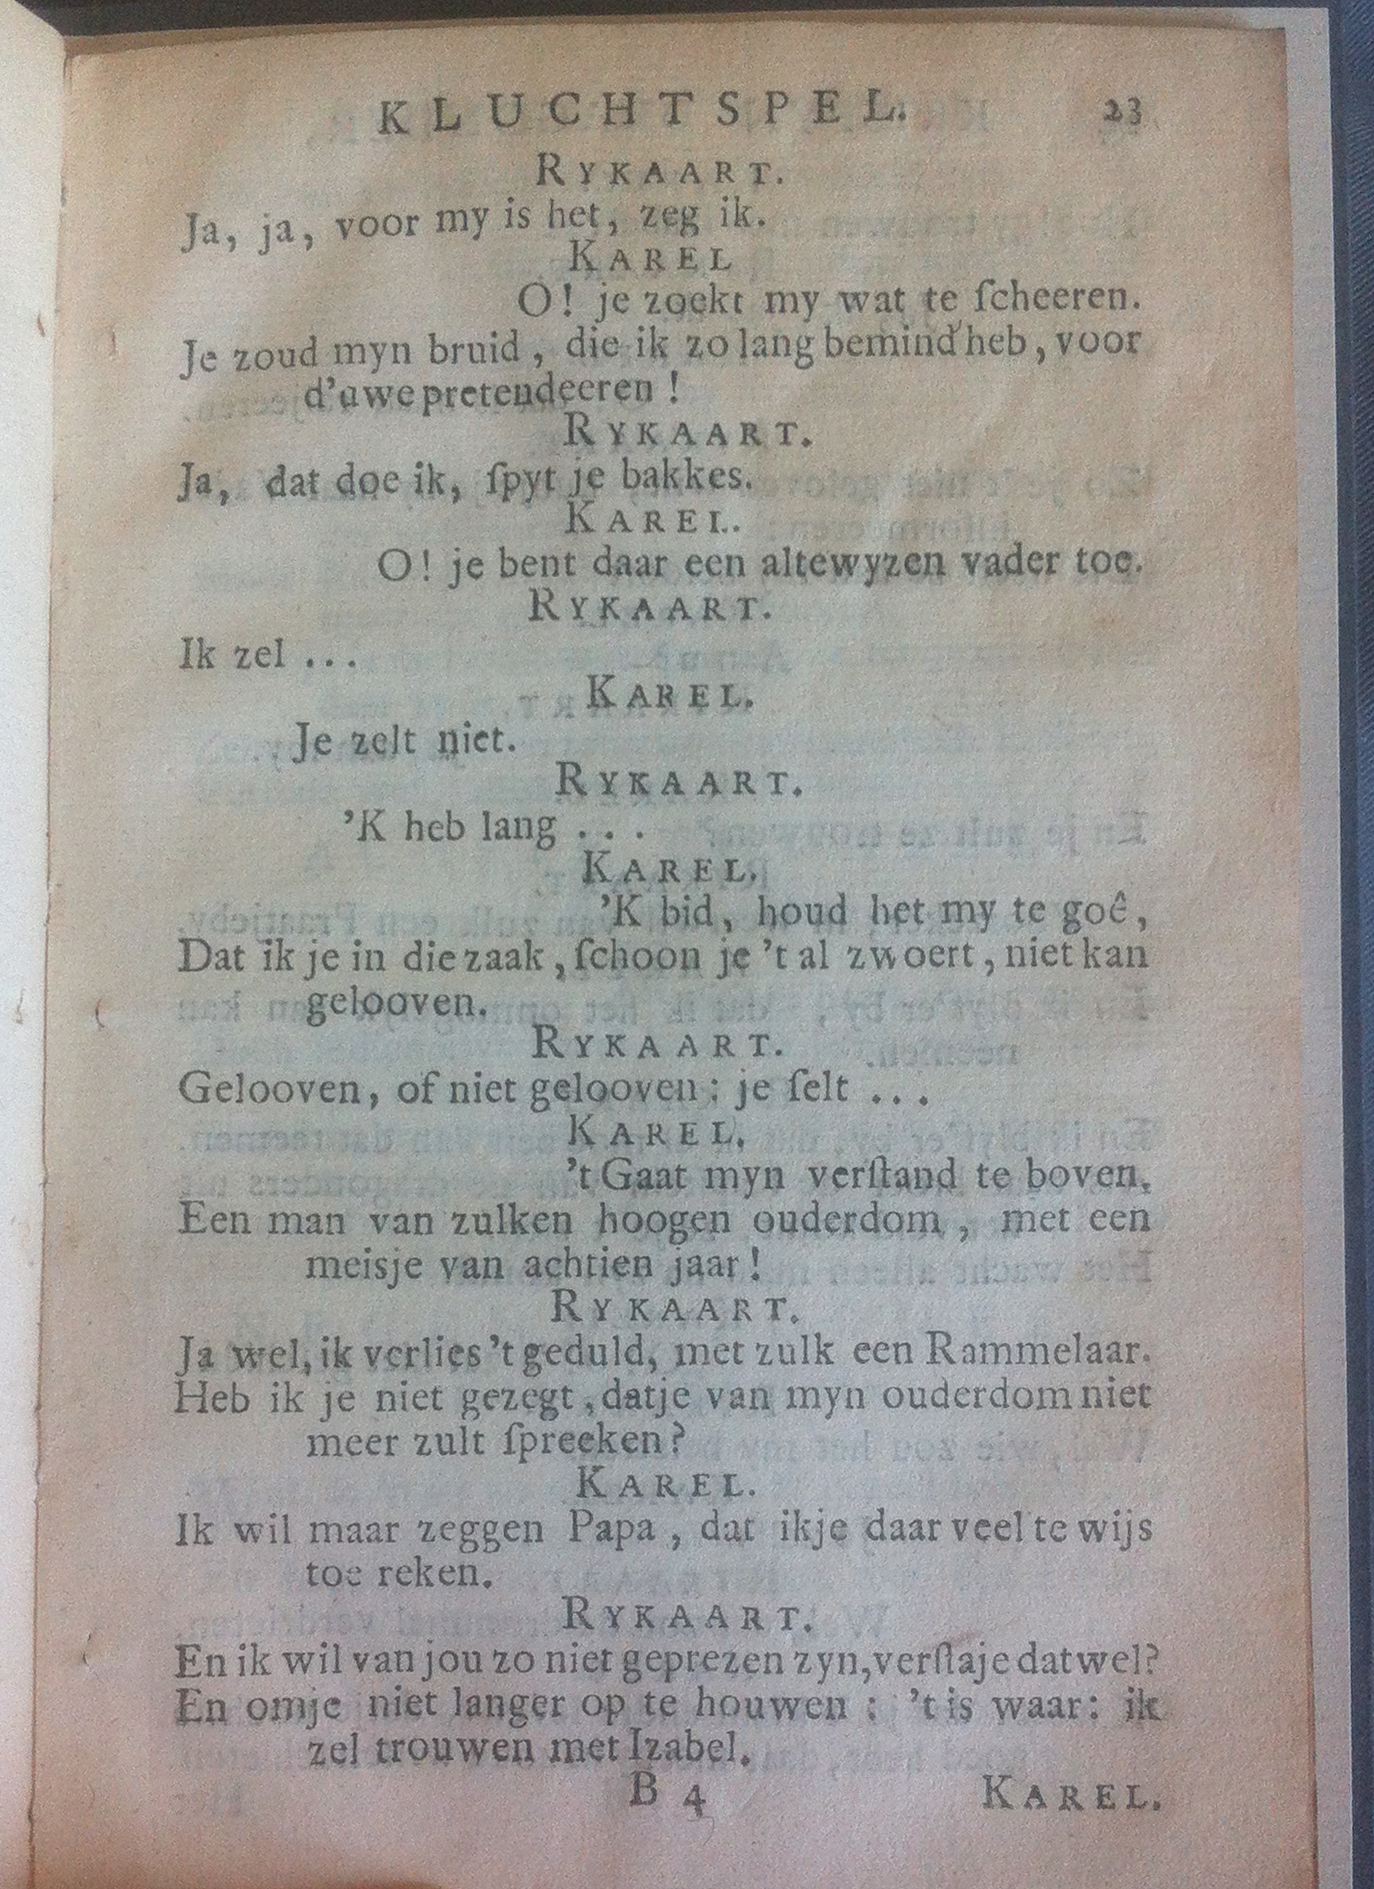 KLUCHTSPEL. 23
RYKAART.
Ja, ja, voor my is het, zeg ik.
KAREL
O! je zoekt my wat te ſcheeren.
Je zoud myn bruid, die ik zo lang bemind heb, voor
d'uwe pretendeeren!
RYKAART.
Ja, dat doe ik, ſpyt je bakkes.
KAREL.
O! je bent daar een altewyzen vader toe.
RYKAART.
Ik zel ...
KAREL.
Je zelt niet.
RYKAART.
'K heb lang ...
KAREL.
'K bid, houd het my te goê,
Dat ik je in die zaak, ſchoon je 't al zwoert, niet kan
gelooven.
RYKAART.
Gelooven, of niet gelooven: je ſelt ...
KAREL.
't Gaat myn verſtand te boven.
Een man van zulken hoogen ouderdom, met een
meisje van achtien jaar!
RYKAART.
Ja wel, ik verlies 't geduld, met zulk een Rammelaar.
Heb ik je niet gezegt, datje van myn ouderdom niet
meer zult ſpreeken?
KAREL.
Ik wil maar zeggen Papa, dat ikje daar veel te wijs
toe reken.
RYKAART.
En ik wil van jou zo niet geprezen zyn, verſtaje dat wel?
En omje niet langer op te houwen: 't is waar: ik
zel trouwen met Izabel.
B 4 KAREL.